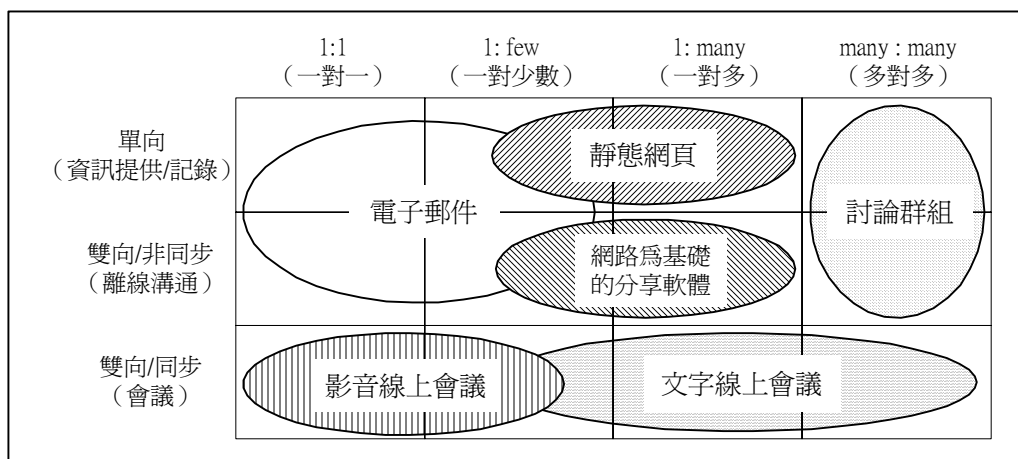 1:1
（一對一）
1: few
（一對少數）
1: many
（一對多）
many : many
（多對多）
單向
（資訊提供/記錄）
電子郵件
靜態網頁
討論群組
雙向/非同步
（離線溝通）
網路為基礎
的分享軟體
雙向/同步
（會議）
影音線上會議
文字線上會議